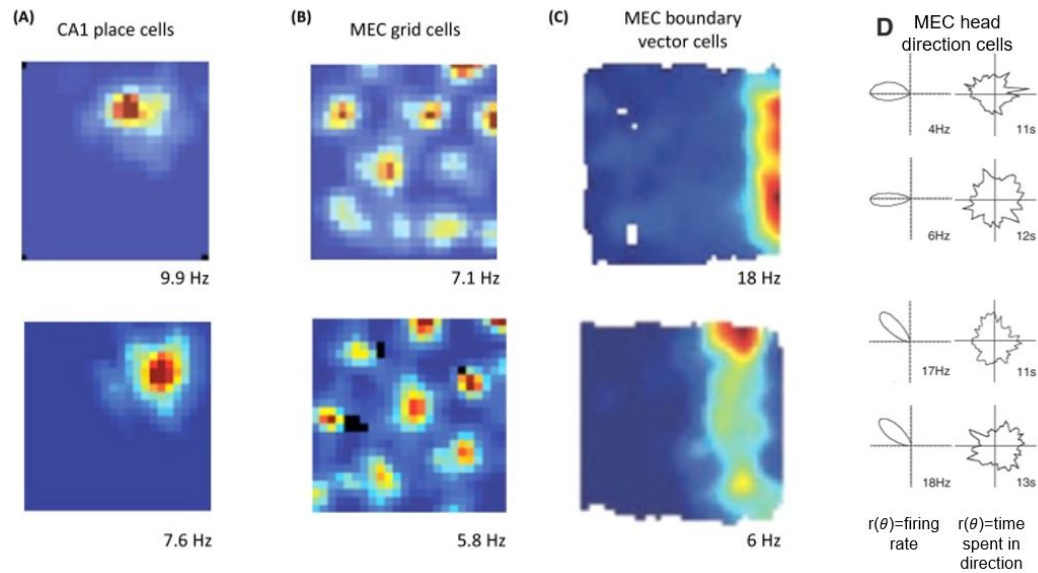 (A)
CA1 place cells
9.9 Hz
7.6 Hz
(B)
MEC grid cells
7.1 Hz
5.8 Hz
(C)
MEC boundary
vector cells
18 Hz
6 Hz
D
MEC head
direction cells
4Hz
11s
6Hz
12s
17Hz
11s
18Hz
13s
r(θ)=firing
rate
r(θ)=time
spent in
direction